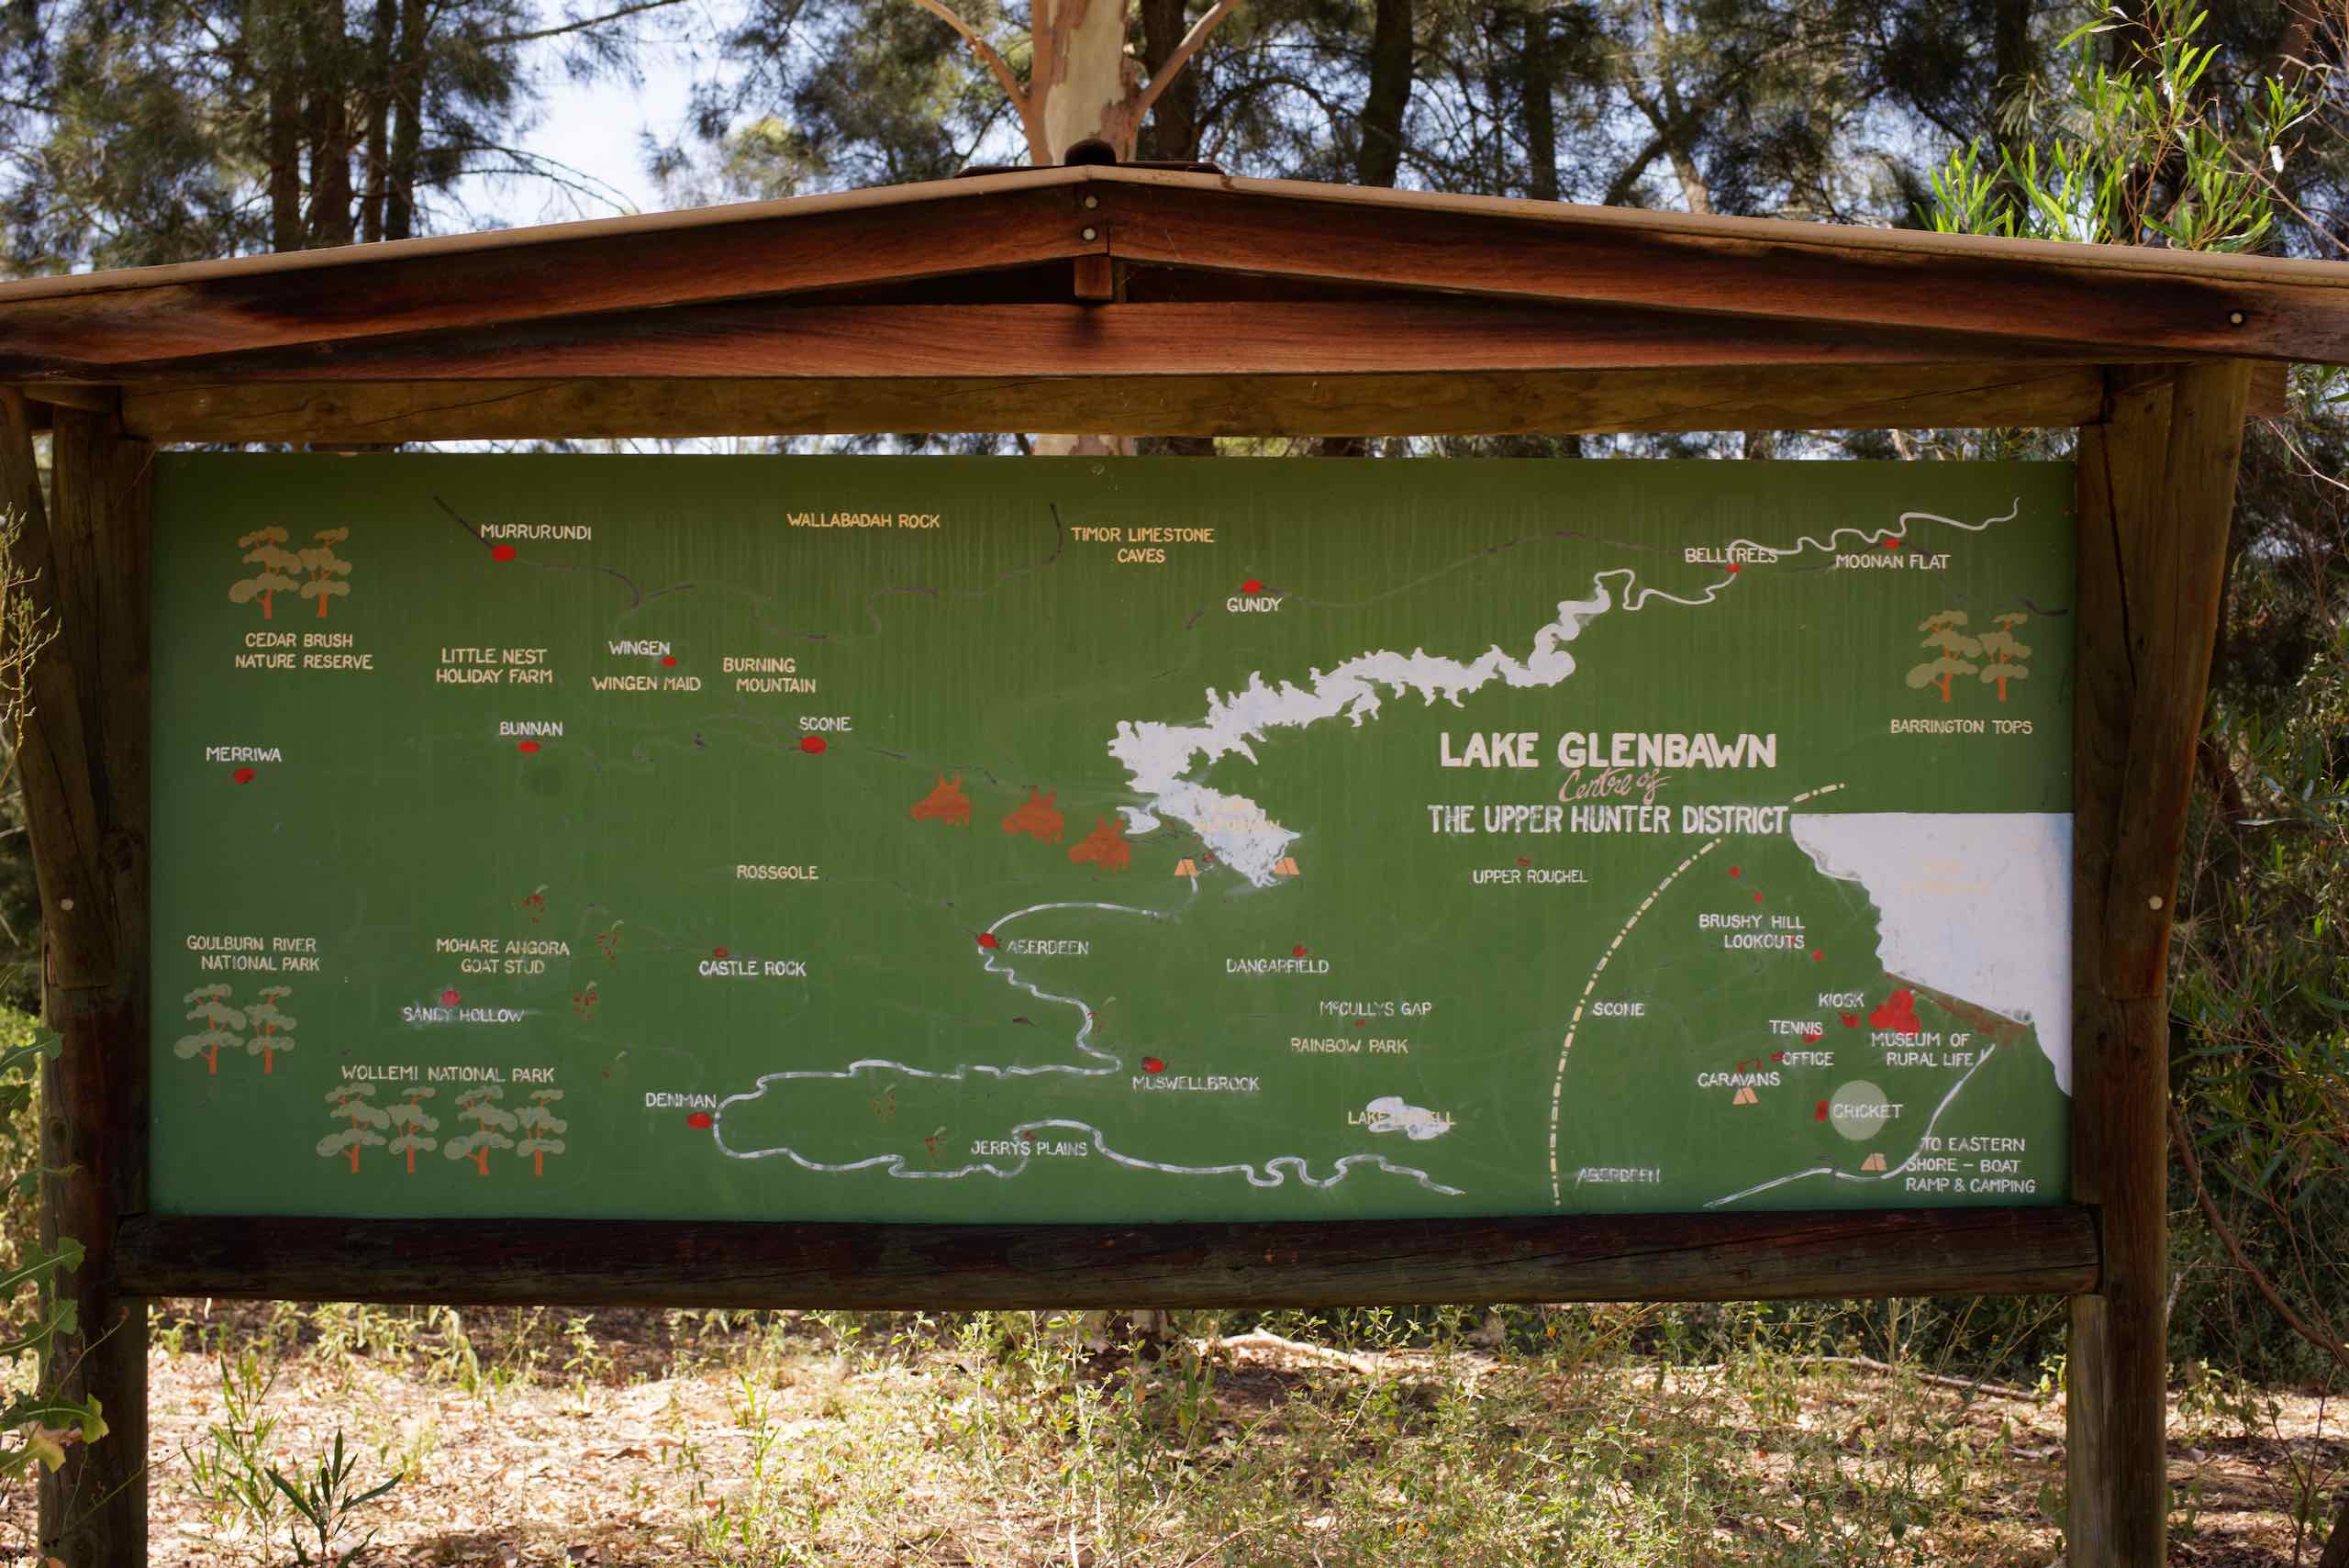 MURRURUNDI
WALLABADAH ROCK
TIMOR LIMESTONE
CAVES
BELLTREES
MOONAN FLAT
GUNDY
CEDAR BRUSH
NATURE RESERVE
LITTLE NEST
HOLIDAY FARM
WINGEN
WINGEN MAID
BURNING
MOUNTAIN
BARRINGTON TOPS
BUNNAN
SCONE
MERRIWA
LAKE GLENBAWN
Centre of
THE UPPER HUNTER DISTRICT
ROSSGOLE
UPPER ROUCHEL
BRUSHY HILL
LOOKOUTS
GOULBURN RIVER
NATIONAL PARK
MOHARE ANGORA
GOAT STUD
CASTLE ROCK
ABERDEEN
DANGARFIELD
SANDY HOLLOW
McCULLYS GAP
SCONE
KIOSK
TENNIS
MUSEUM OF
RURAL LIFE
OFFICE
RAINBOW PARK
WOLLEMI NATIONAL PARK
CARAVANS
DENMAN
MUSWELLBROCK
LAKE
CRICKET
JERRYS PLAINS
ABERDEEN
TO EASTERN
SHORE - BOAT
RAMP & CAMPING